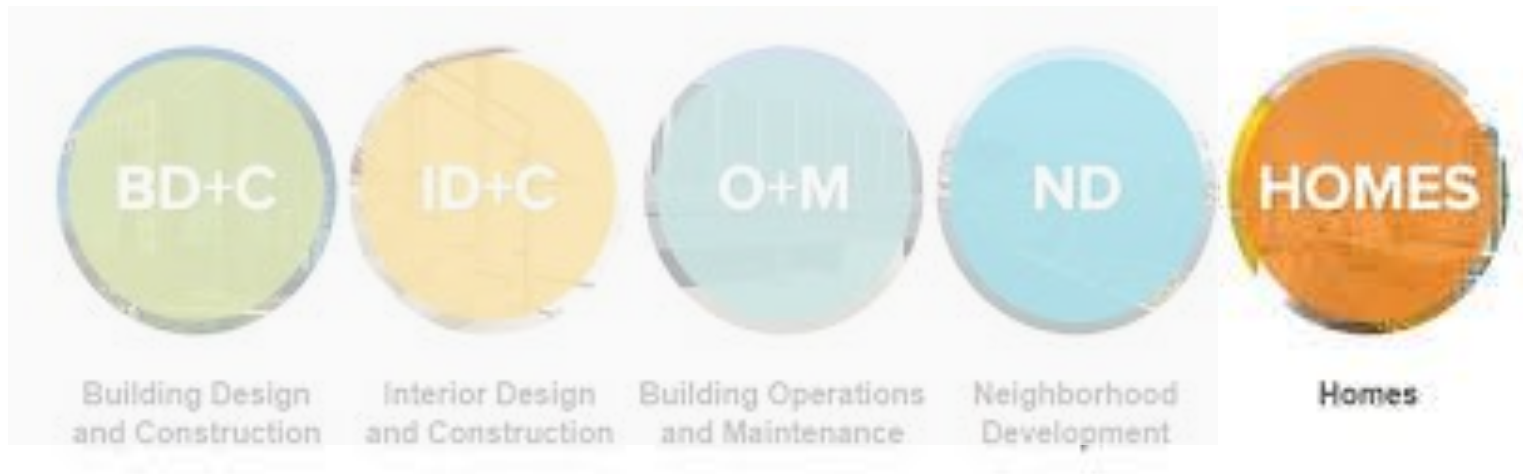 BD+C
ID+C
O+M
ND
HOMES
Building Design
and Construction
Interior Design
and Construction
Building Operations
and Maintenance
Neighborhood
Development
Homes